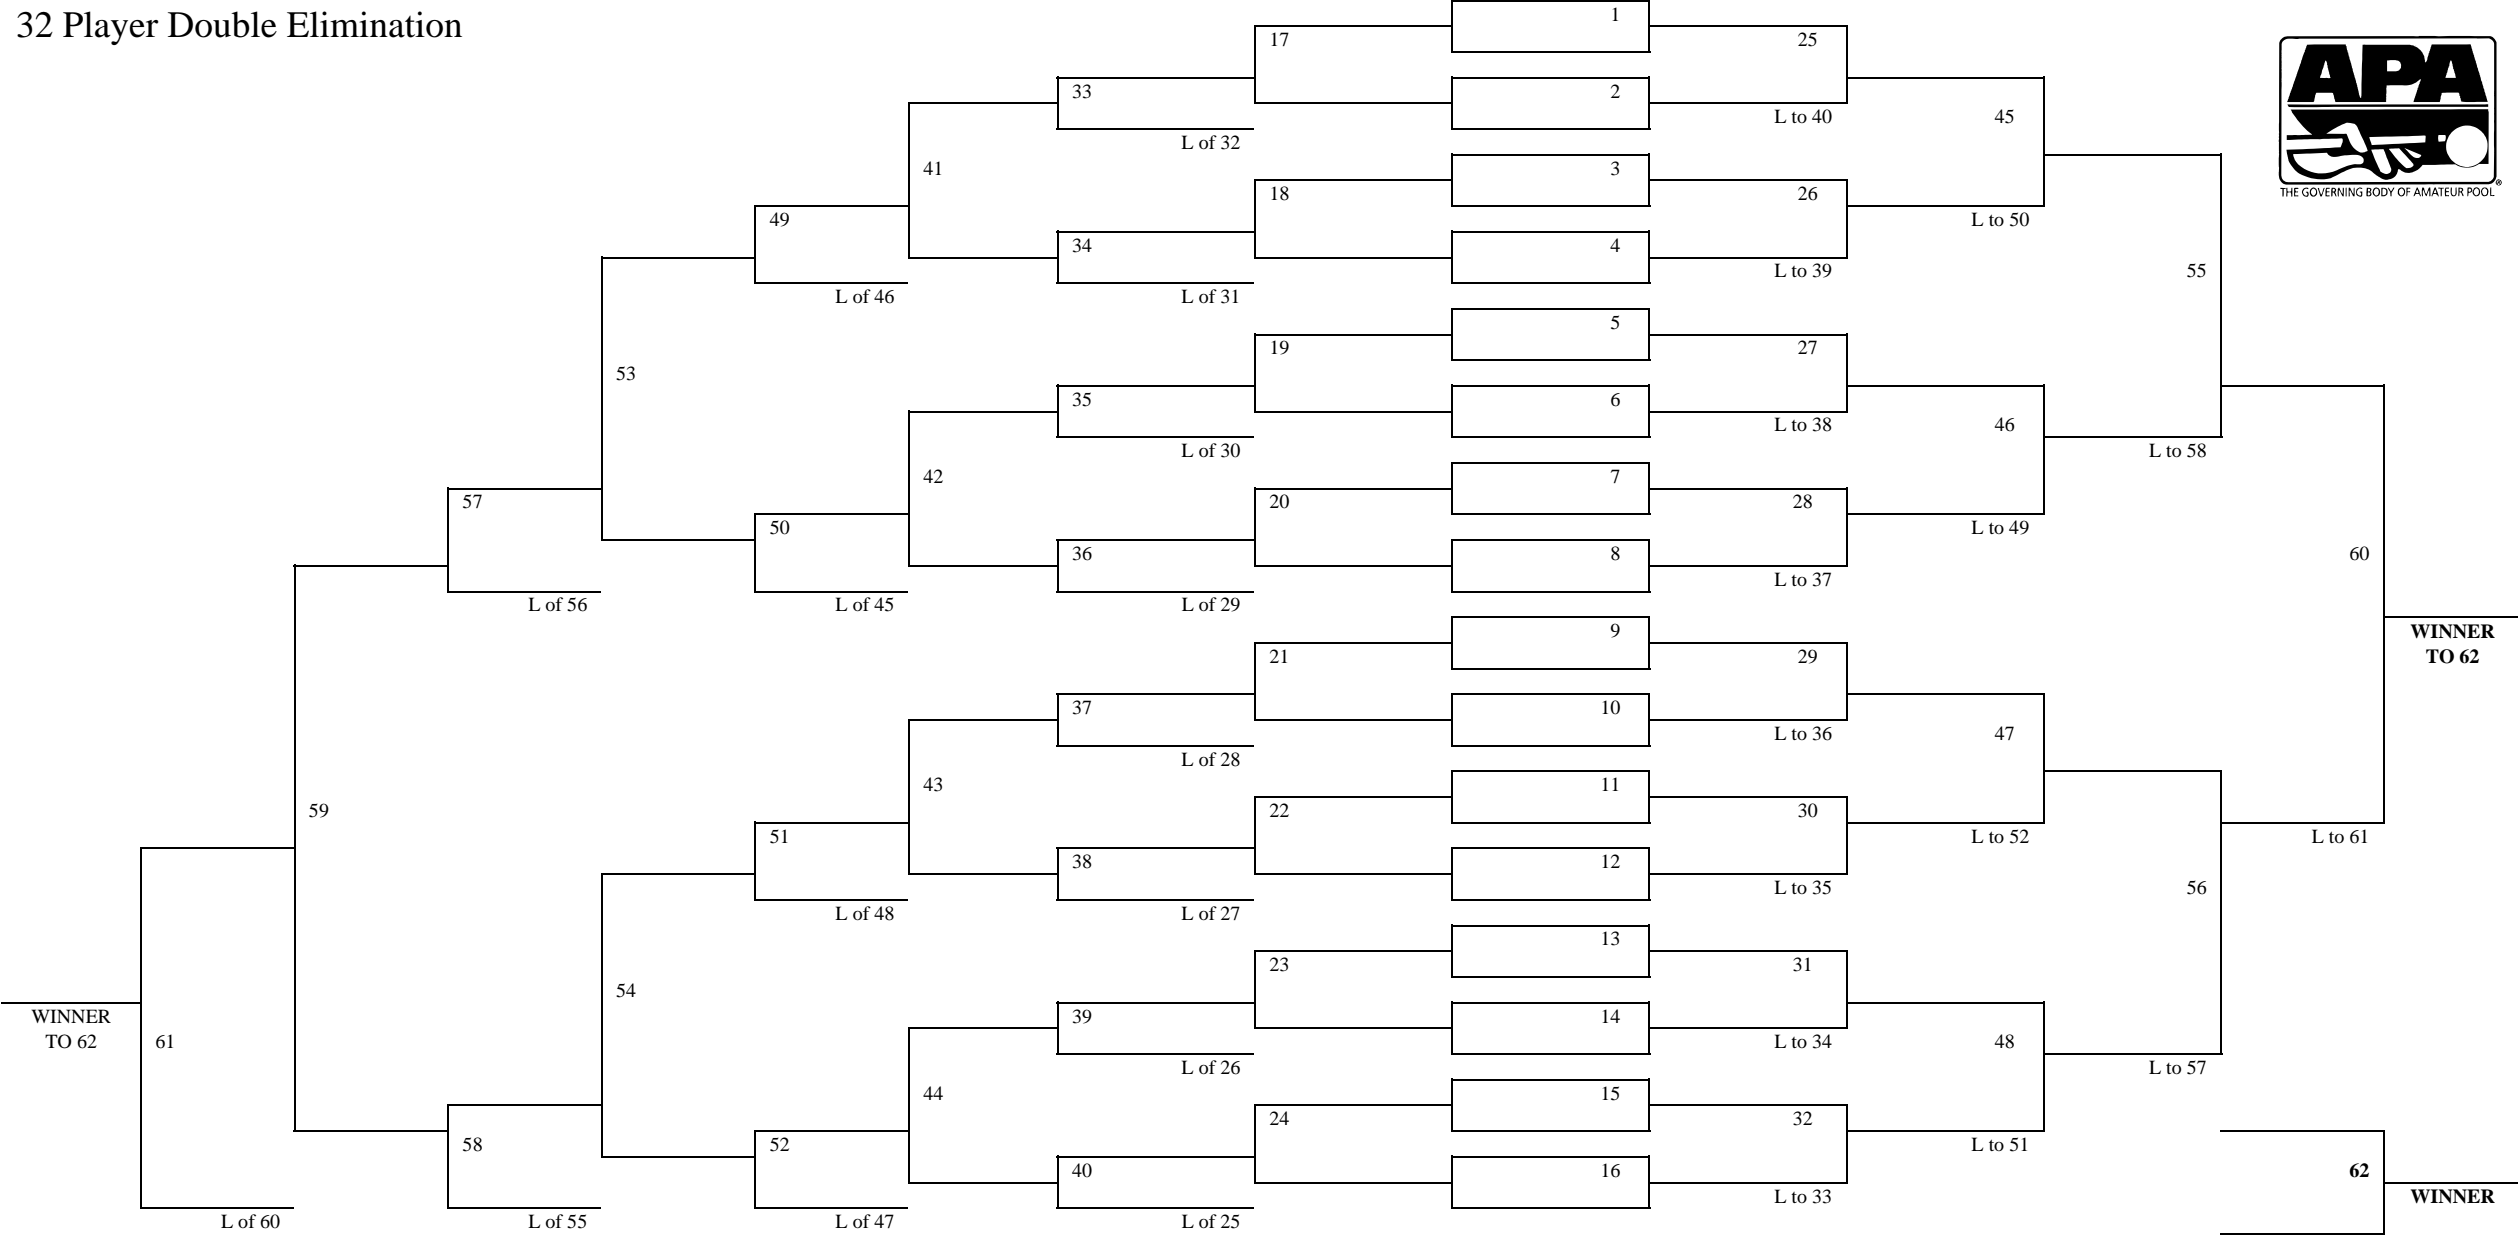 32 Player Double Elimination
1
17
25
33
2
L to 40
45
L of 32
41
3
18
26
49
L to 50
34
4
L to 39
55
L of 46
L of 31
5
19
27
53
35
6
L to 38
46
L of 30
L to 58
42
7
57
20
28
50
L to 49
36
8
60
L to 37
L of 56
L of 45
L of 29
9
WINNER
TO 62
21
29
37
10
L to 36
47
L of 28
43
11
59
22
30
51
L to 52
L to 61
38
12
L to 35
56
L of 48
L of 27
13
23
31
54
WINNER
TO 62
39
14
61
L to 34
48
L of 26
L to 57
44
15
24
32
58
52
L to 51
40
16
62
L to 33
WINNER
L of 60
L of 55
L of 47
L of 25
APA
THE GOVERNING BODY OF AMATEUR POOL®